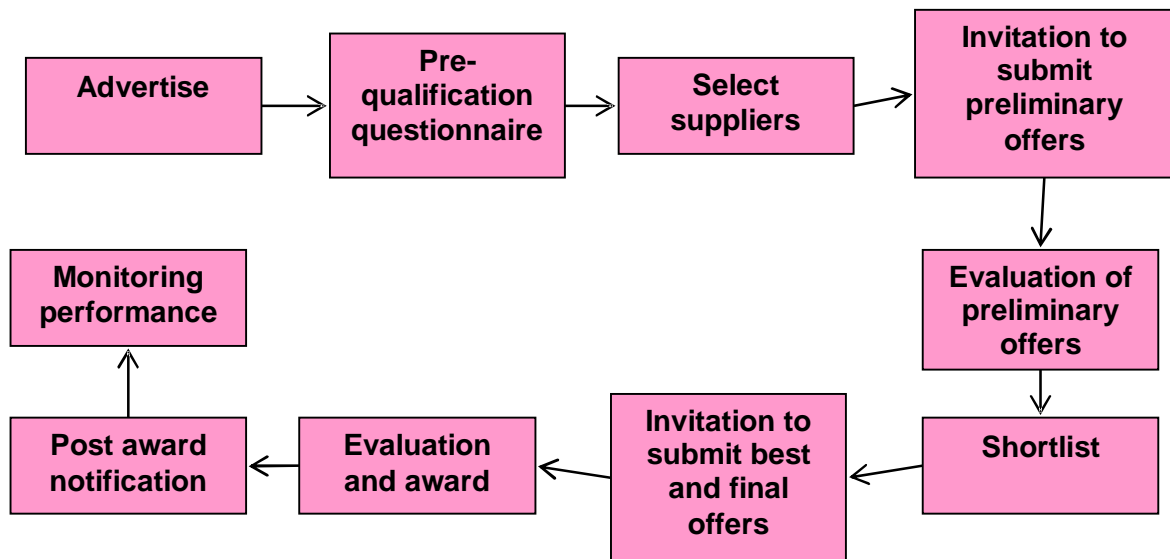 Advertise
Pre-
qualification
questionnaire
Select
suppliers
Invitation to
submit
preliminary
offers
Evaluation of
preliminary
offers
Shortlist
Invitation to
submit best
and final
offers
Evaluation
and award
Post award
notification
Monitoring
performance